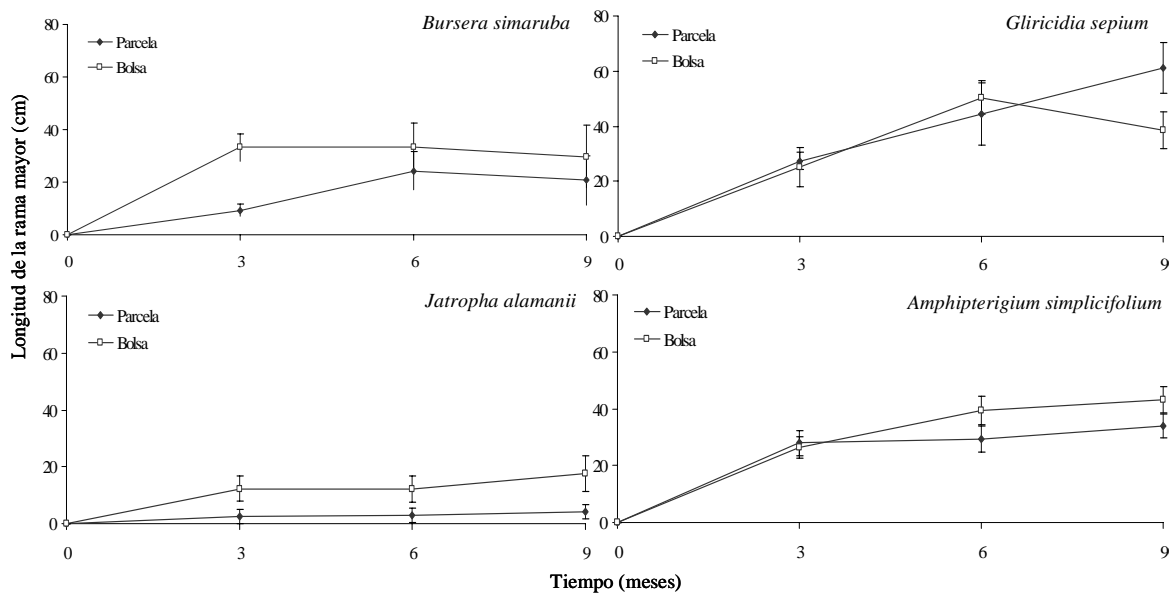 Longitud de la rama mayor (cm)
Bursera simaruba
80
60
40
20
0
Parcela
Bolsa
0 3 6 9
Gliricidia sepium
80
60
40
20
0
Parcela
Bolsa
0 3 6 9
Jatropha alamanii
80
60
40
20
0
Parcela
Bolsa
0 3 6 9
Amphipterigium simplicifolium
80
60
40
20
0
Parcela
Bolsa
0 3 6 9
Tiempo (meses)